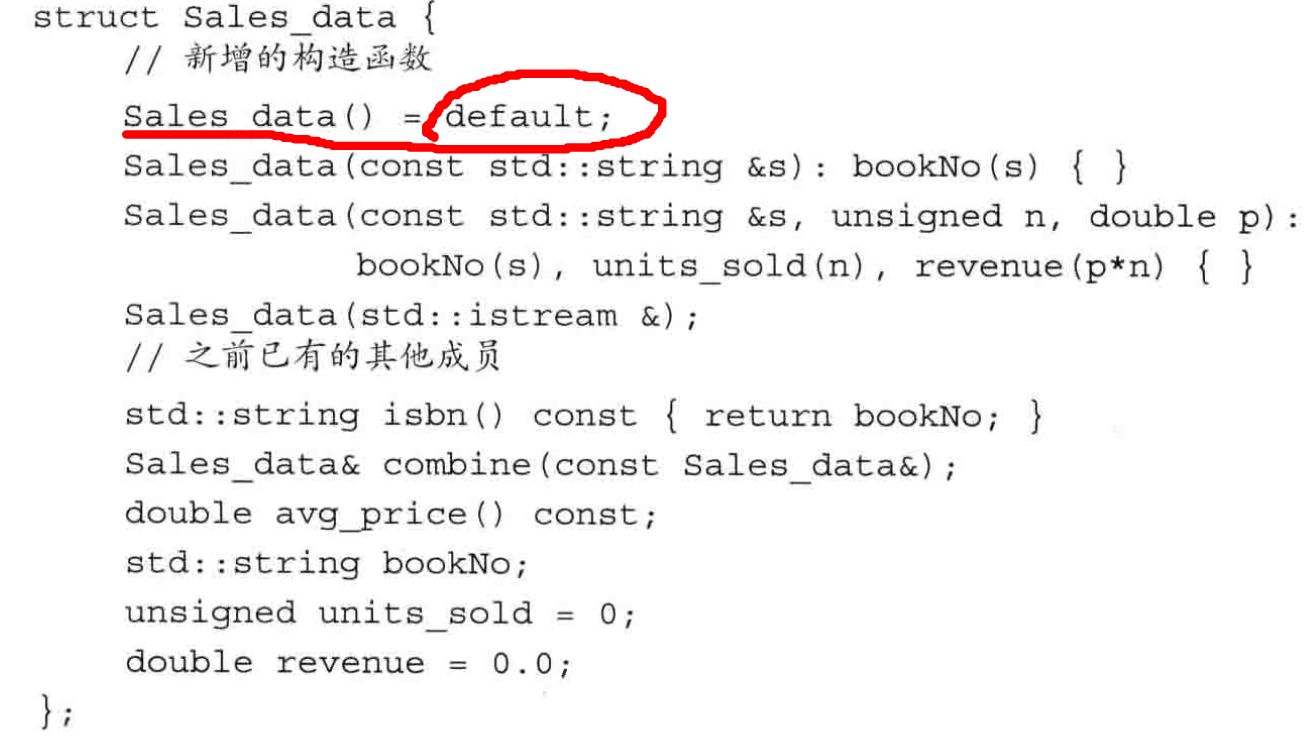 struct Sales_data {
// 新增的构造函数
Sales_data() = default;
Sales_data(const std::string &s): bookNo(s) { }
Sales_data(const std::string &s, unsigned n, double p):
bookNo(s), units_sold(n), revenue(p*n) { }
Sales_data(std::istream &);
// 之前已有的其他成员
std::string isbn() const { return bookNo; }
Sales_data& combine(const Sales_data&);
double avg_price() const;
std::string bookNo;
unsigned units_sold = 0;
double revenue = 0.0;
};